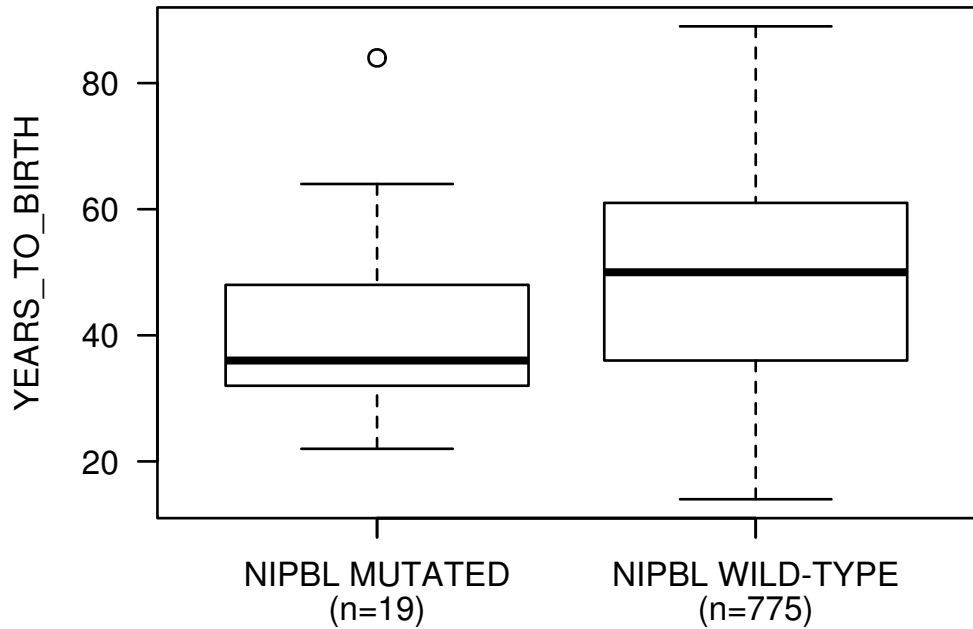 YEARS_TO_BIRTH
80
60
40
20
NIPBL MUTATED
(n=19)
NIPBL WILD-TYPE
(n=775)